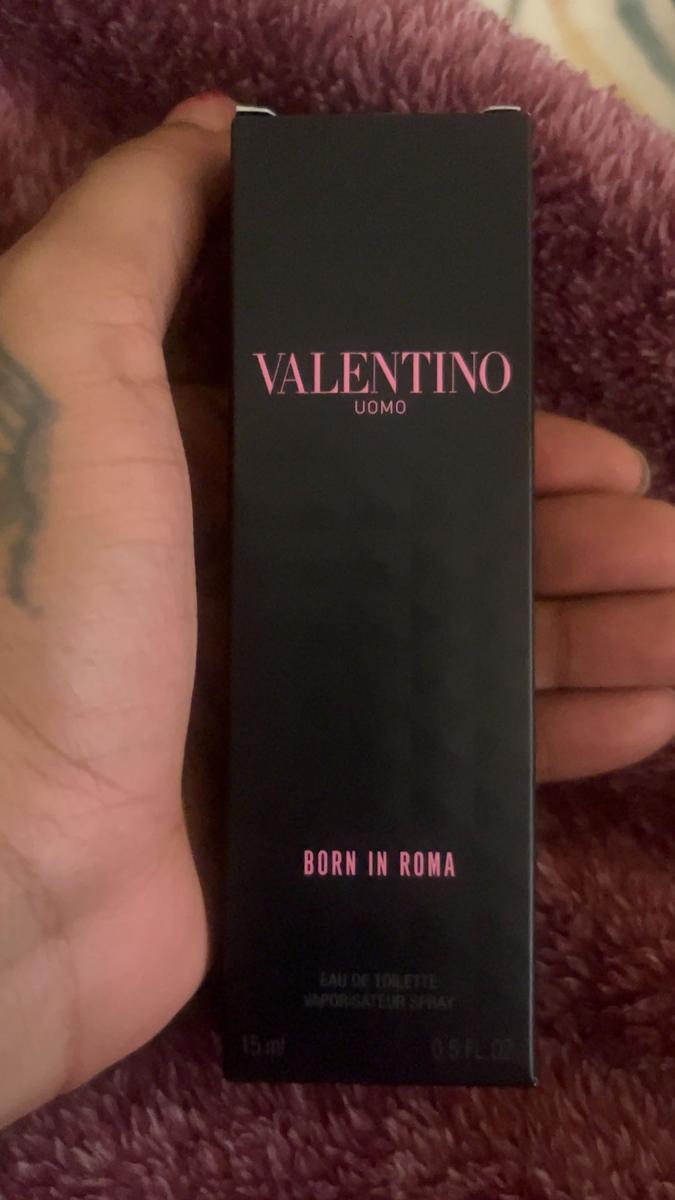 VALENTINO
UOMO
BORN IN ROMA
EAU DE TOILETTE
VAPORISATEUR SPRAY
15 ml 0.5 FL.OZ.